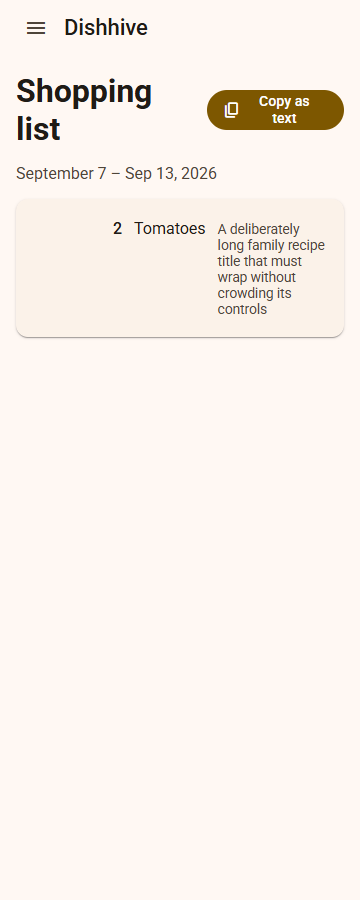 Dishhive
Shopping
list
Copy as
text
September 7 – Sep 13, 2026
2 Tomatoes A deliberately
long family recipe
title that must
wrap without
crowding its
controls